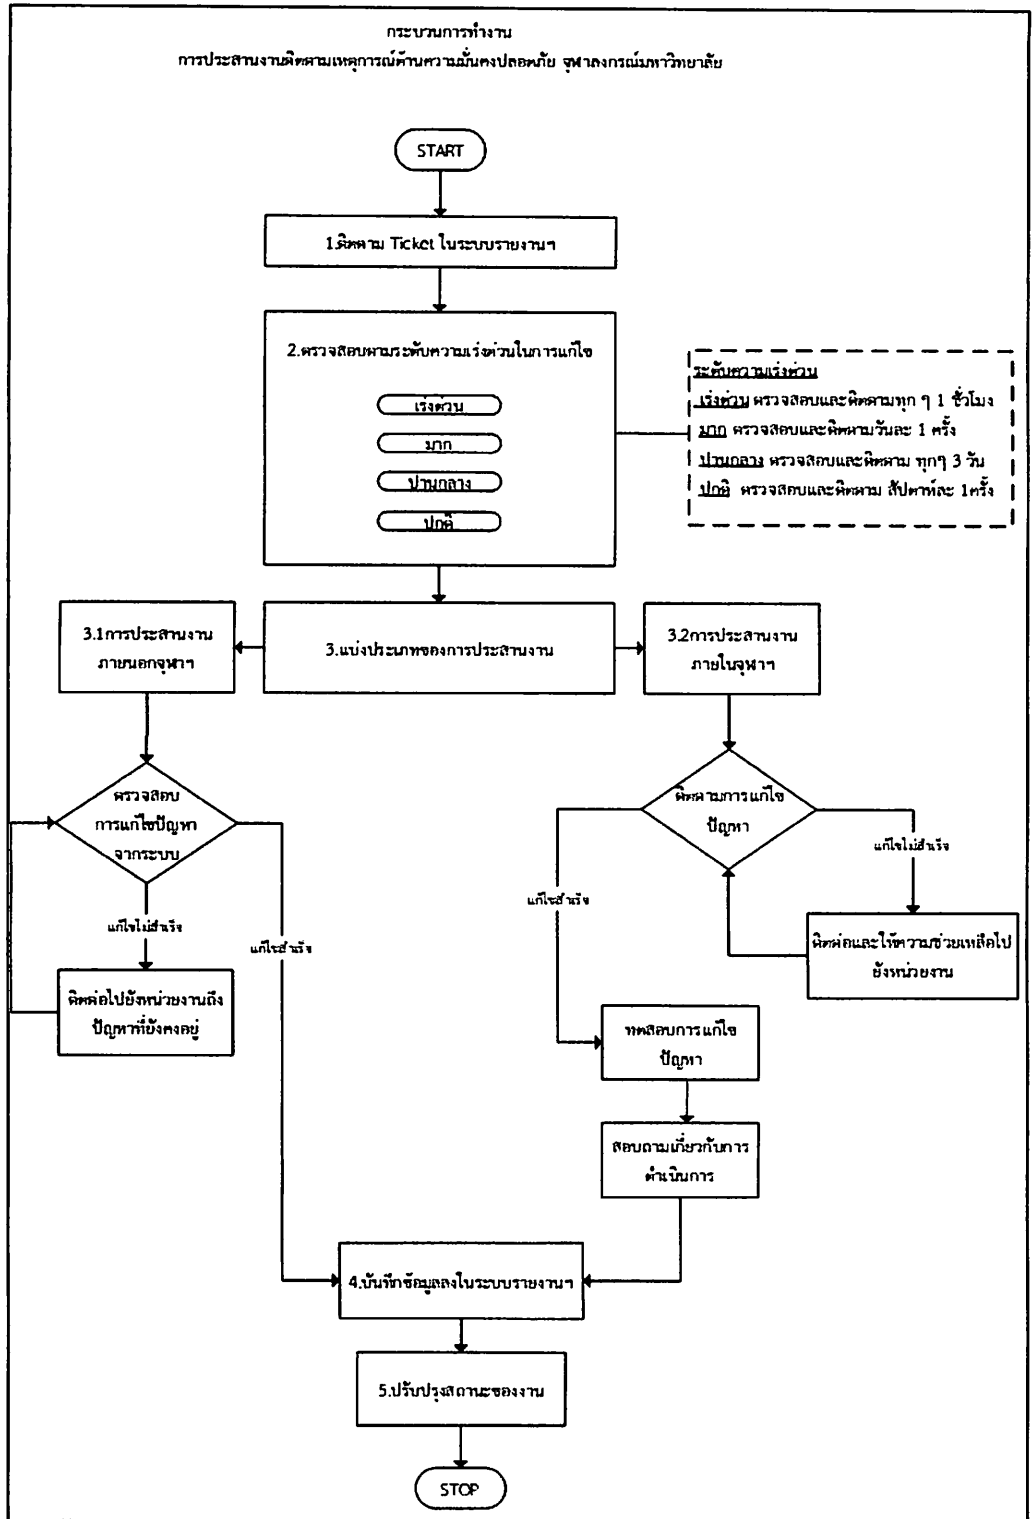 กระบวนการทำงาน
การประสานงานติดตามเหตุการณ์ด้านความมั่นคงปลอดภัย จุฬาลงกรณ์มหาวิทยาลัย
START
1.ติดตาม Ticket ในระบบรายงานฯ
2.ตรวจสอบตามระดับความเร่งด่วนในการแก้ไข
เร่งด่วน
มาก
ปานกลาง
ปกติ
ระดับความเร่งด่วน
เร่งด่วน ตรวจสอบและติดตามทุก ๆ 1 ชั่วโมง
มาก ตรวจสอบและติดตามวันละ 1 ครั้ง
ปานกลาง ตรวจสอบและติดตาม ทุกๆ 3 วัน
ปกติ ตรวจสอบและติดตาม สัปดาห์ละ 1ครั้ง
3.1การประสานงาน
ภายนอกจุฬาฯ
3.แบ่งประเภทของการประสานงาน
3.2การประสานงาน
ภายในจุฬาฯ
ตรวจสอบ
การแก้ไขปัญหา
จากระบบ
ติดตามการแก้ไข
ปัญหา
แก้ไขไม่สำเร็จ
แก้ไขสำเร็จ
แก้ไขสำเร็จ
แก้ไขไม่สำเร็จ
ติดต่อไปยังหน่วยงานถึง
ปัญหาที่ยังคงอยู่
ติดต่อและให้ความช่วยเหลือไป
ยังหน่วยงาน
ทดสอบการแก้ไข
ปัญหา
สอบถามเกี่ยวกับการ
ดำเนินการ
4.บันทึกข้อมูลลงในระบบรายงานฯ
5.ปรับปรุงสถานะของงาน
STOP